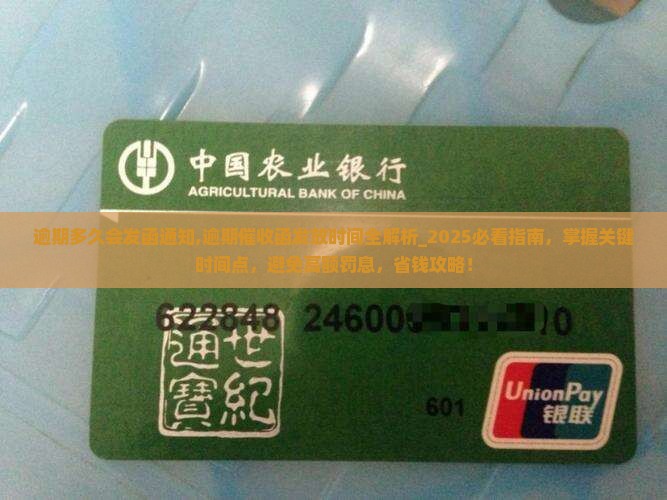 中国农业银行
AGRICULTURAL BANK OF CHINA
逾期多久会发函通知,逾期催收函发放时间全解析_2025必看指南，掌握关键
时间点，避免高额罚息，省钱攻略！
622848 24600
0
世紀
通寶
601
UnionPay
银联